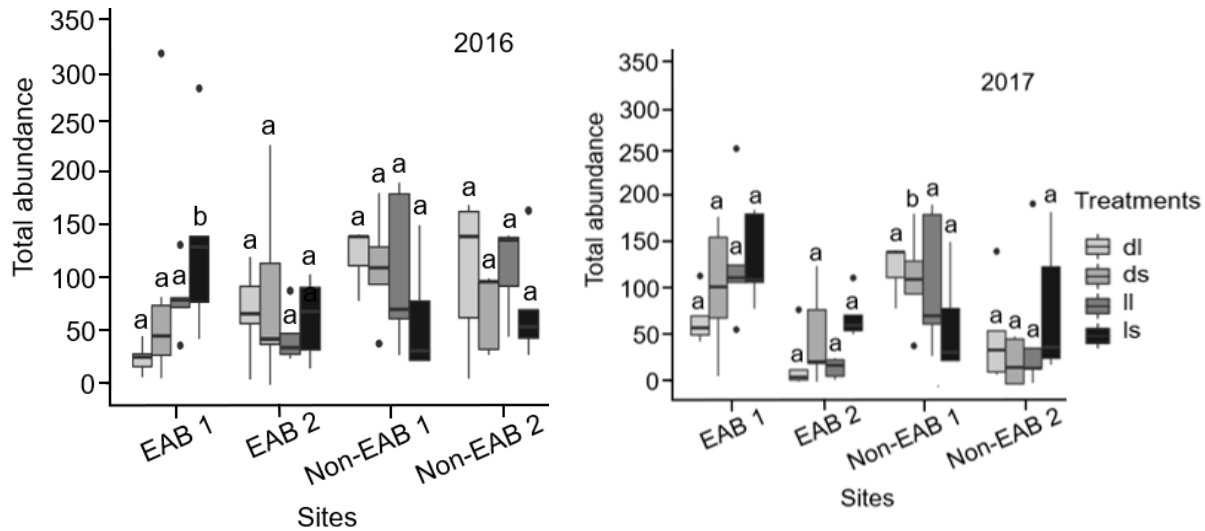 350
300
250
200
150
100
50
0
Total abundance
2016
a
a
a
b
a
a
a
a
a
a
a
a
a
a
a
a
EAB 1
EAB 2
Non-EAB 1
Non-EAB 2
Sites
350
300
250
200
150
100
50
0
Total abundance
2017
a
a
a
a
a
a
a
a
a
b
a
a
a
a
a
a
EAB 1
EAB 2
Non-EAB 1
Non-EAB 2
Sites
Treatments
dl
ds
ll
ls